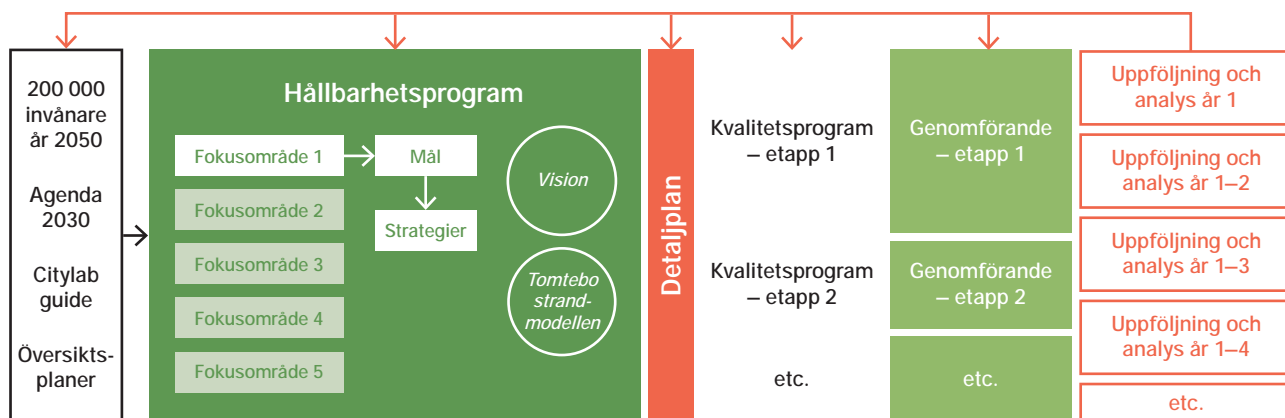 200 000
invånare
år 2050
Agenda
2030
Citylab
guide
Översikts-
planer
Hållbarhetsprogram
Fokusområde 1
Mål
Strategier
Fokusområde 2
Fokusområde 3
Fokusområde 4
Fokusområde 5
Vision
Tomtebo
strand-
modellen
Detaljplan
Kvalitetsprogram
– etapp 1
Kvalitetsprogram
– etapp 2
etc.
Genomförande
– etapp 1
Genomförande
– etapp 2
etc.
Uppföljning och
analys år 1
Uppföljning och
analys år 1–2
Uppföljning och
analys år 1–3
Uppföljning och
analys år 1–4
etc.